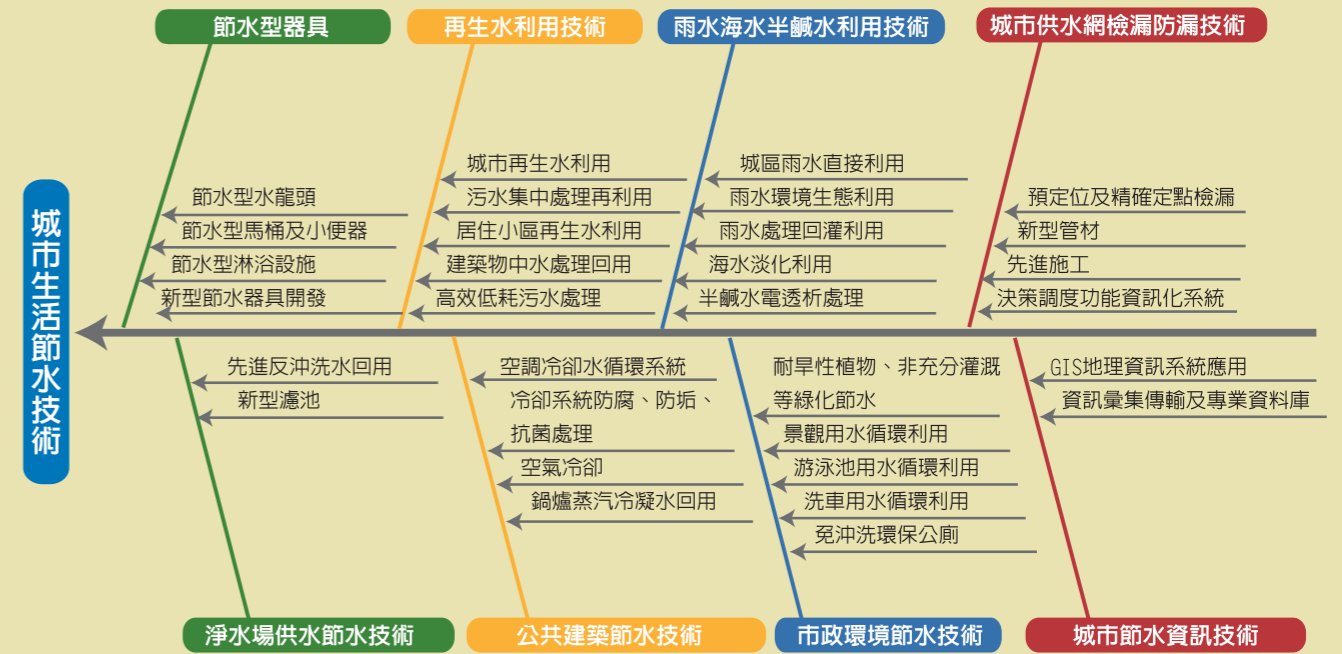 城市生活節水技術
節水型器具
節水型水龍頭
節水型馬桶及小便器
節水型淋浴設施
新型節水器具開發
再生水利用技術
城市再生水利用
污水集中處理再利用
居住小區再生水利用
建築物中水處理回用
高效低耗污水處理
雨水海水半鹹水利用技術
城區雨水直接利用
雨水環境生態利用
雨水處理回灌利用
海水淡化利用
半鹹水電透析處理
城市供水網檢漏防漏技術
預定位及精確定點檢漏
新型管材
先進施工
決策調度功能資訊化系統
先進反沖洗水回用
新型濾池
淨水場供水節水技術
空調冷卻水循環系統
冷卻系統防腐、防垢、
抗菌處理
空氣冷卻
鍋爐蒸汽冷凝水回用
公共建築節水技術
耐旱性植物、非充分灌溉
等綠化節水
景觀用水循環利用
游泳池用水循環利用
洗車用水循環利用
免沖洗環保公廁
市政環境節水技術
GIS地理資訊系統應用
資訊彙集傳輸及專業資料庫
城市節水資訊技術